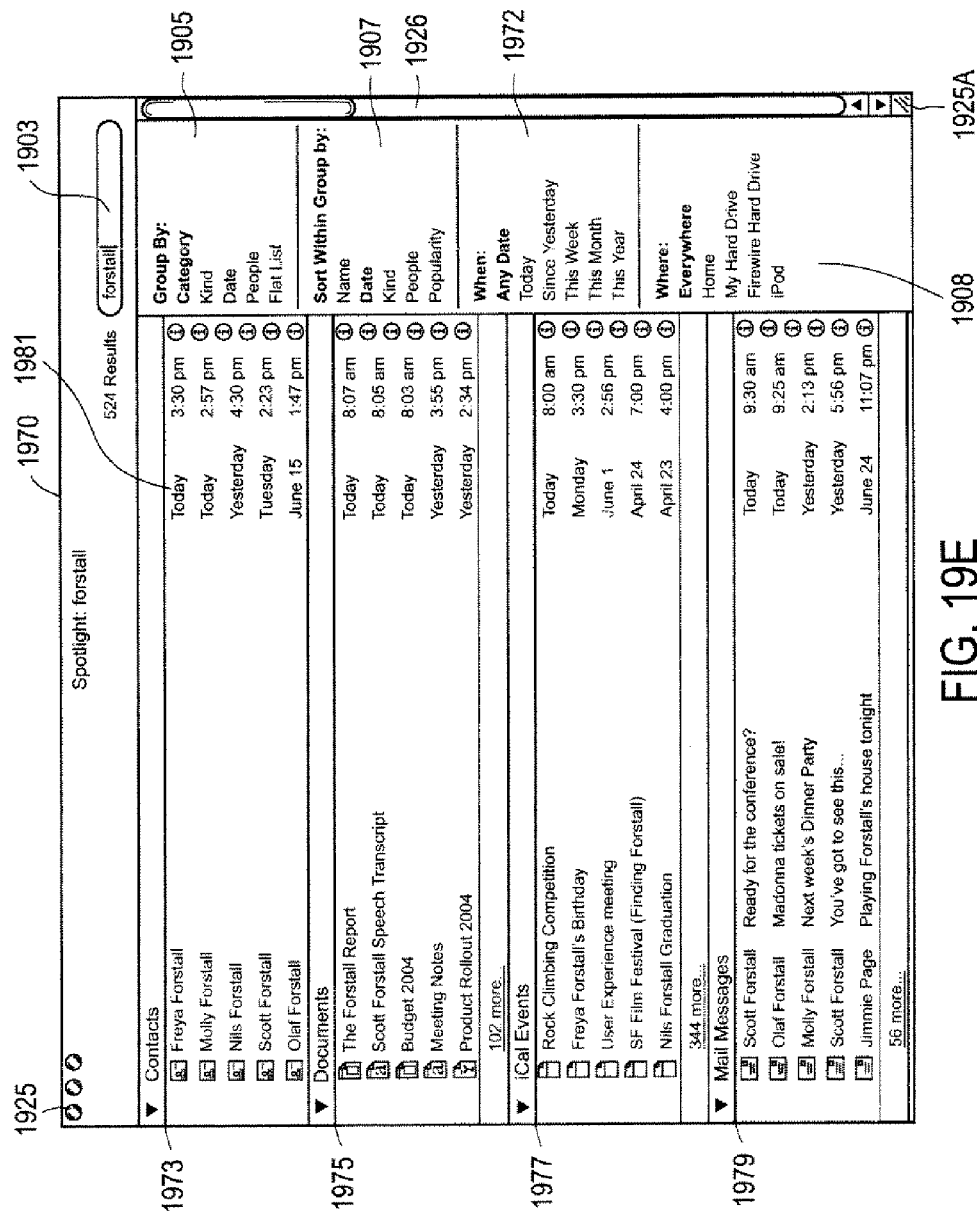 1925
1970
1981
1903
Spotlight: forstall
524 Results
forstall
1905
1907
1926
1972
1908
1925A
1973
▼ Contacts
Freya Forstall Today 3:30 pm
Molly Forstall Today 2:57 pm
Nils Forstall Yesterday 4:30 pm
Scott Forstall Tuesday 2:23 pm
Olaf Forstall June 15 1:47 pm
1975
▼ Documents
The Forstall Report Today 8:07 am
Scott Forstall Speech Transcript Today 8:05 am
Budget 2004 Today 8:03 am
Meeting Notes Yesterday 3:55 pm
Product Rollout 2004 Yesterday 2:34 pm
102 more...
1977
▼ iCal Events
Rock Climbing Competition Today 8:00 am
Freya Forstall's Birthday Monday 3:30 pm
User Experience meeting June 1 2:56 pm
SF Film Festival (Finding Forstall) April 24 7:00 pm
Nils Forstall Graduation April 23 4:00 pm
344 more...
1979
▼ Mail Messages
Scott Forstall Ready for the conference? Today 9:30 am
Olaf Forstall Madonna tickets on sale! Today 9:25 am
Molly Forstall Next week's Dinner Party Yesterday 2:13 pm
Scott Forstall You've got to see this... Yesterday 5:56 pm
Jimmie Page Playing Forstall's house tonight June 24 11:07 pm
56 more...
Group By:
Category
Kind
Date
People
Flat List
Sort Within Group by:
Name
Date
Kind
People
Popularity
When:
Any Date
Today
Since Yesterday
This Week
This Month
This Year
Where:
Everywhere
Home
My Hard Drive
Firewire Hard Drive
iPod
FIG. 19E